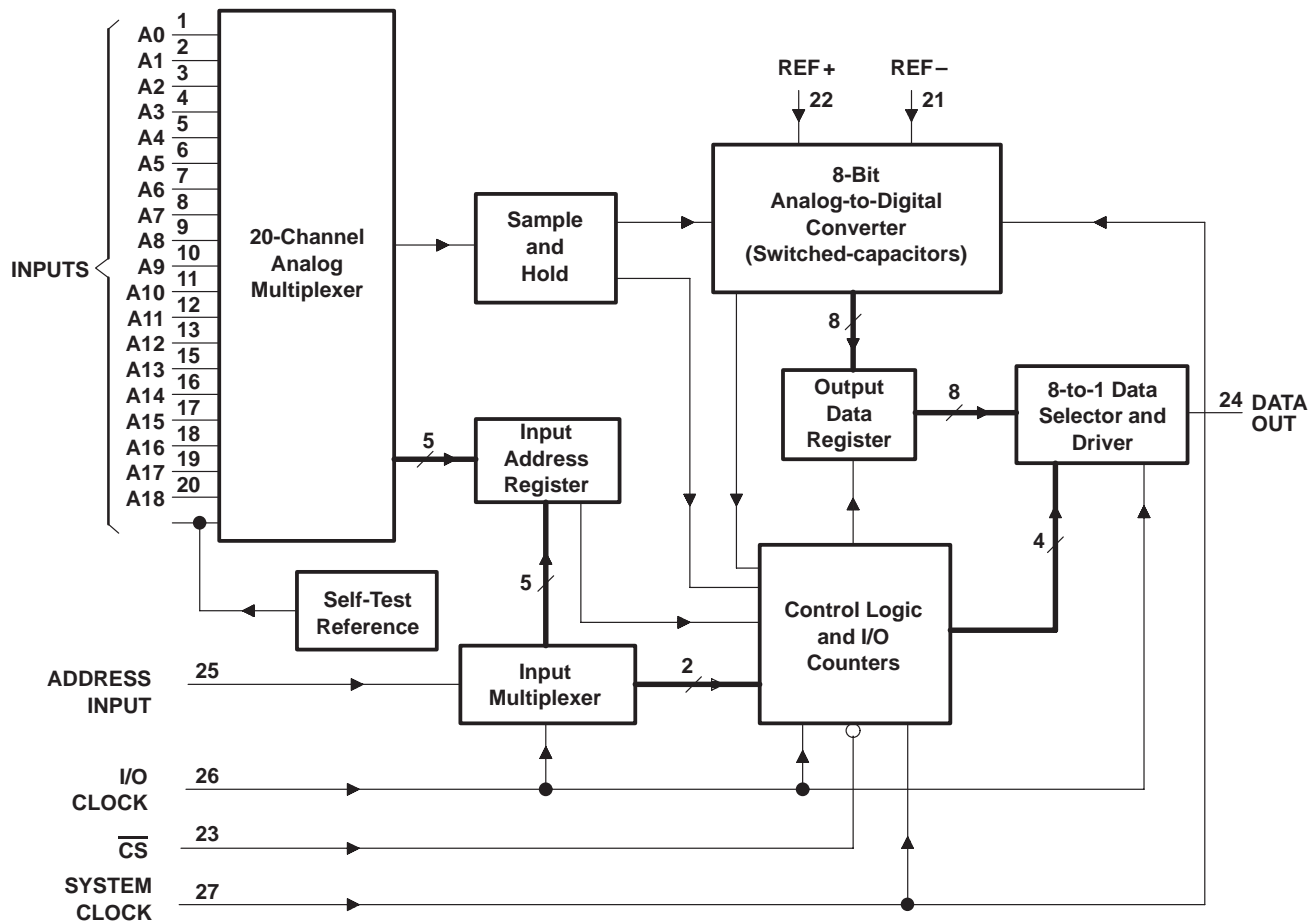 INPUTS
A0 1
A1 2
A2 3
A3 4
A4 5
A5 6
A6 7
A7 8
A8 9
A9 10
A10 11
A11 12
A12 13
A13 15
A14 16
A15 17
A16 18
A17 19
A18 20
20-Channel
Analog
Multiplexer
Sample
and
Hold
REF+
22
REF–
21
8-Bit
Analog-to-Digital
Converter
(Switched-capacitors)
8
Output
Data
Register
8
8-to-1 Data
Selector and
Driver
24 DATA
OUT
5
Input
Address
Register
5
4
Self-Test
Reference
Control Logic
and I/O
Counters
ADDRESS
INPUT
25
Input
Multiplexer
2
I/O
CLOCK
26
C̅S̅
23
SYSTEM
CLOCK
27